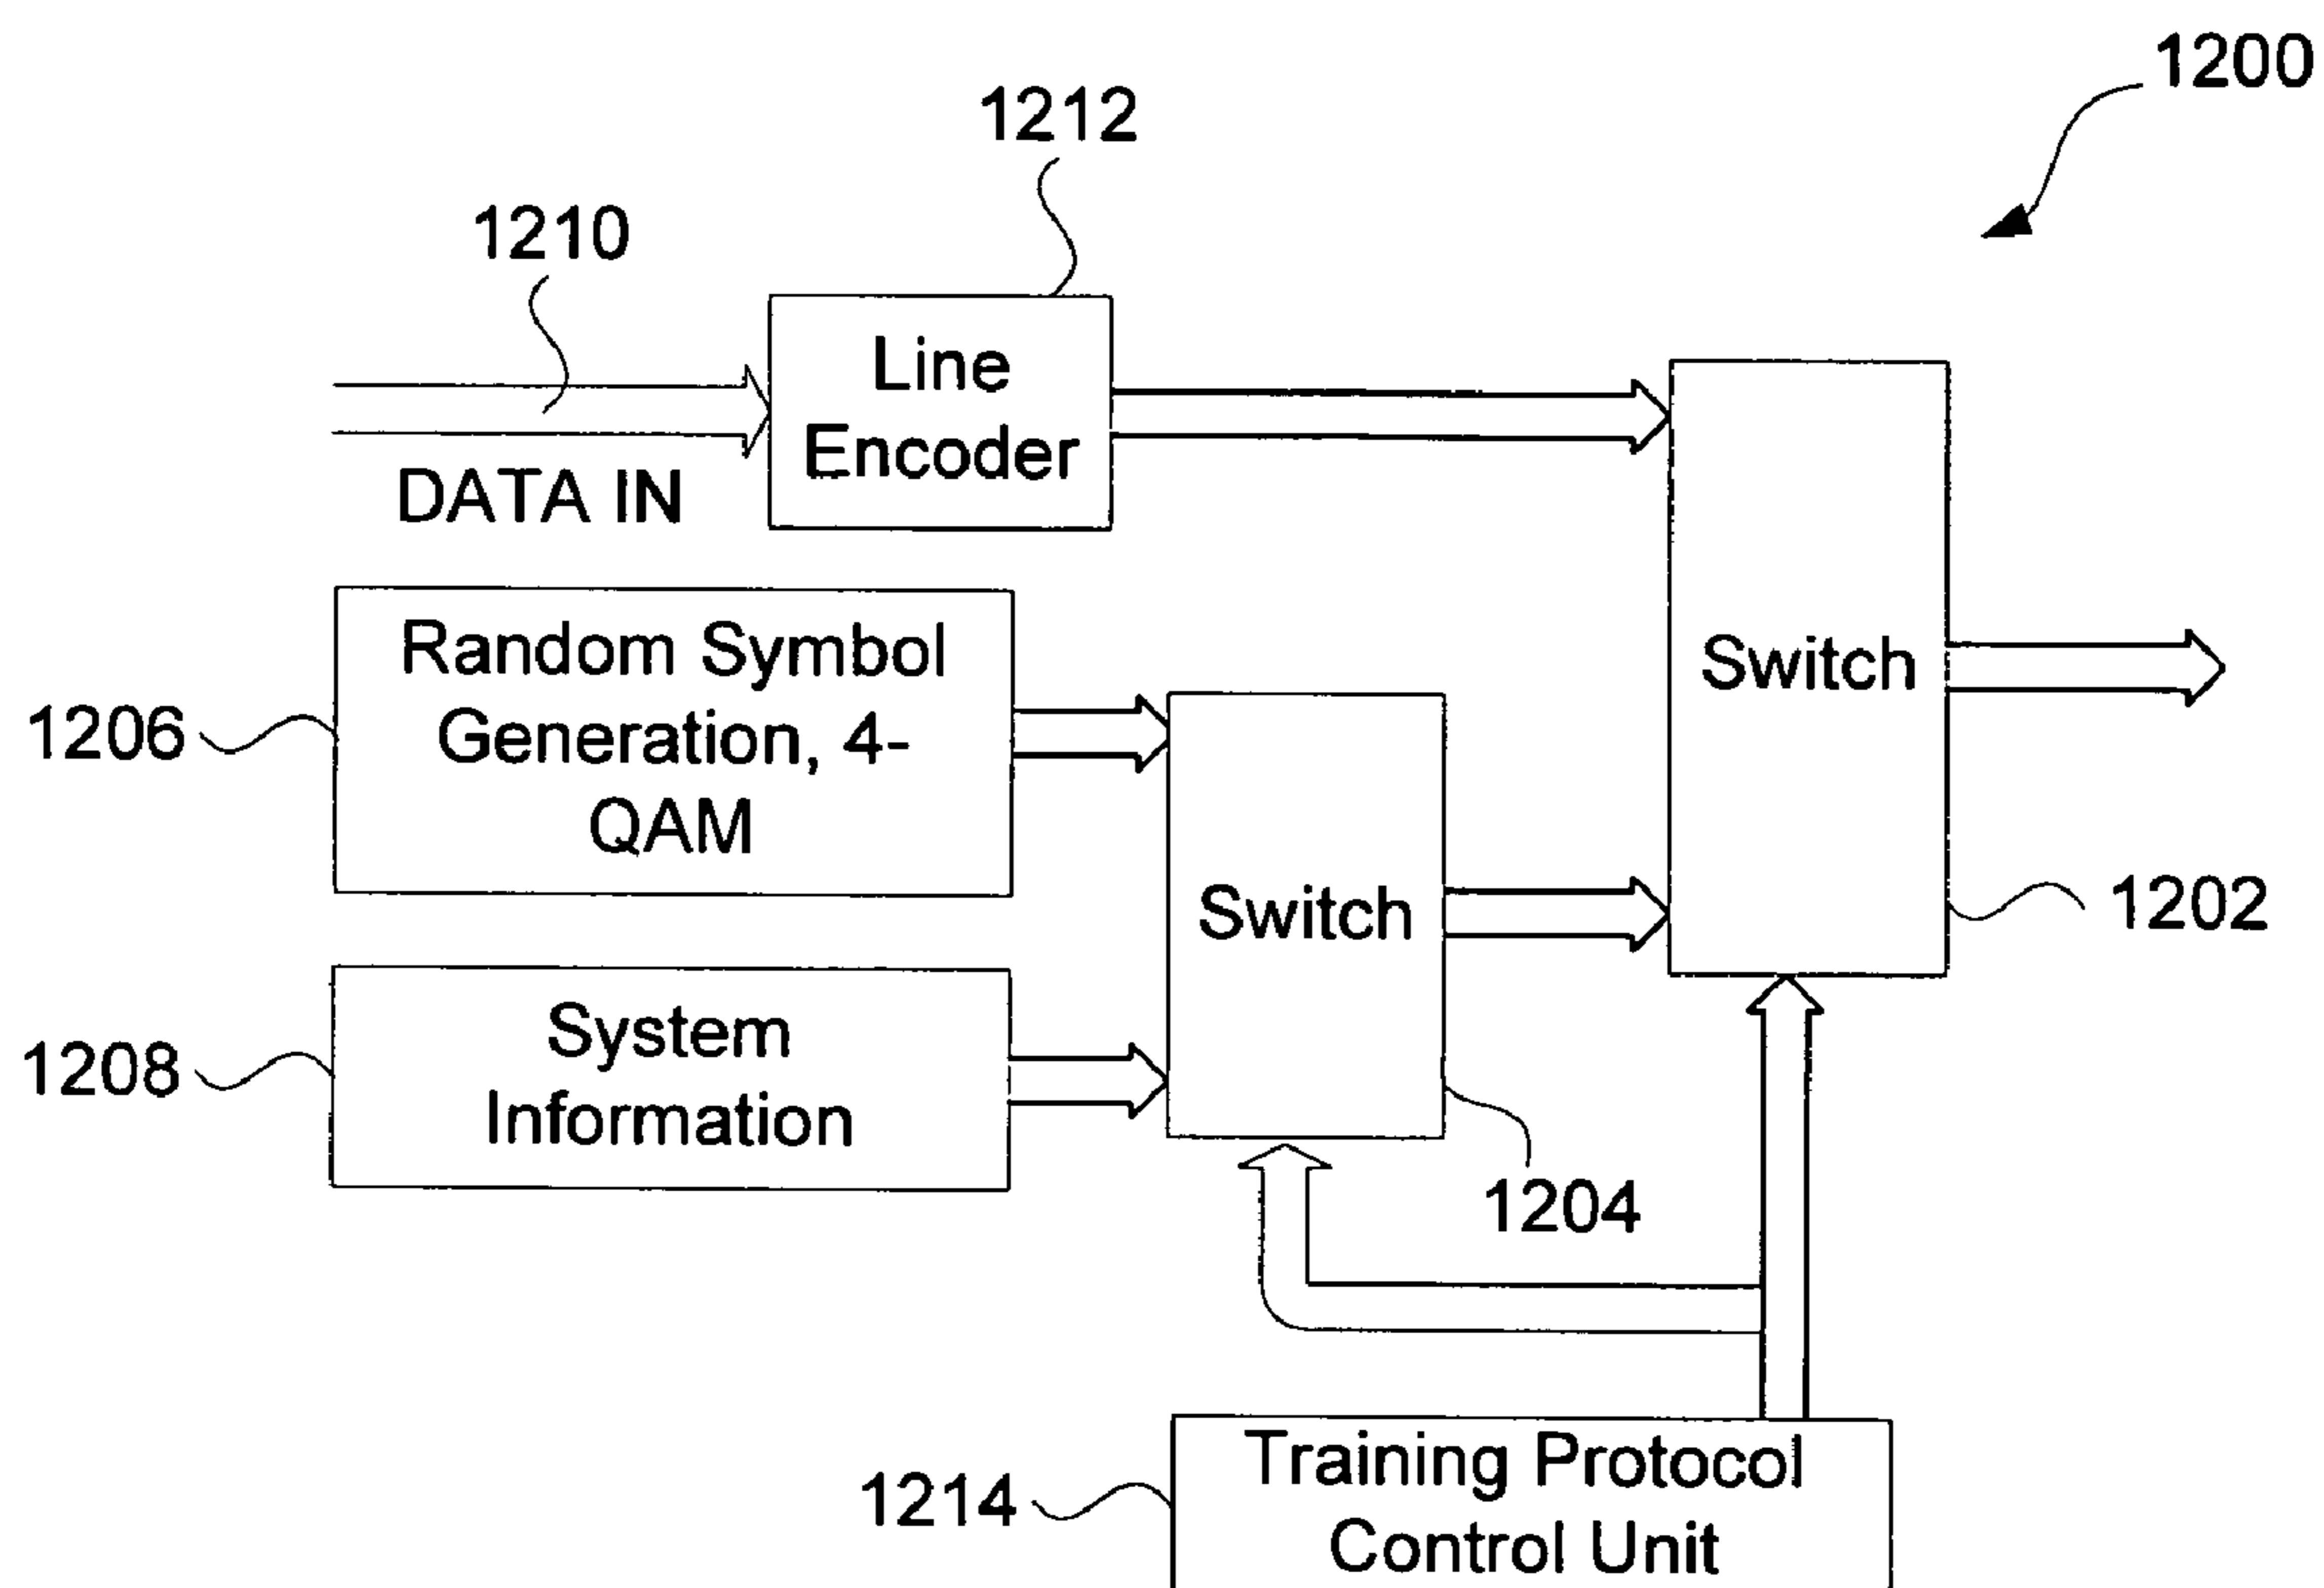 1200
1212
1210
Line
Encoder
DATA IN
Random Symbol
Generation, 4-
QAM
1206
Switch
1202
Switch
System
Information
1208
1204
Training Protocol
Control Unit
1214